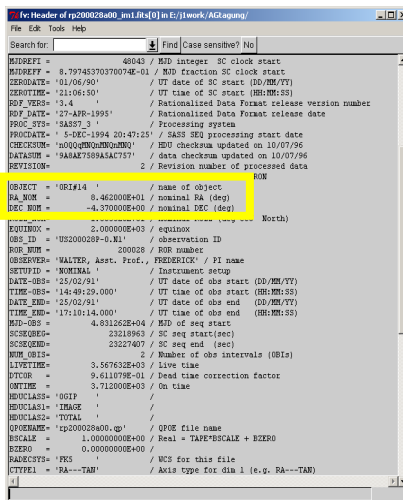 fv: Header of rp200028a00_im1.fits[0] in E:/j1work/AGtagung/
File Edit Tools Help
Search for: Find Case sensitive? No
MJDREFI = 48043 / MJD integer SC clock start
MJDREFF = 8.79745370370074E-01 / MJD fraction SC clock start
ZERODATE= '01/06/90' / UT date of SC start (DD/MM/YY)
ZEROTIME= '21:06:50' / UT time of SC start (HH:MM:SS)
RDF_VERS= '3.4 ' / Rationalized Data Format release version number
RDF_DATE= '27-APR-1995' / Rationalized Data Format release date
PROC_SYS= 'SASS7_3 ' / Processing system
PROCDATE= ' 5-DEC-1994 20:47:25' / SASS SEQ processing start date
CHECKSUM= 'nOQQqMNQnMNQnMNQ' / HDU checksum updated on 10/07/96
DATASUM = '9A8AE7589A5AC757' / data checksum updated on 10/07/96
REVISION= 2 / Revision number of processed data
RON
OBJECT = 'ORI#14 ' / name of object
RA_NOM = 8.462000E+01 / nominal RA (deg)
DEC_NOM = -4.370000E+00 / nominal DEC (deg)
North)
EQUINOX = 2.000000E+03 / equinox
OBS_ID = 'US200028P-0.N1' / observation ID
ROR_NUM = 200028 / ROR number
OBSERVER= 'WALTER, Asst. Prof., FREDERICK' / PI name
SETUPID = 'NOMINAL ' / Instrument setup
DATE-OBS= '25/02/91' / UT date of obs start (DD/MM/YY)
TIME-OBS= '14:49:29.000' / UT time of obs start (HH:MM:SS)
DATE_END= '25/02/91' / UT date of obs end (DD/MM/YY)
TIME_END= '17:10:14.000' / UT time of obs end (HH:MM:SS)
MJD-OBS = 4.831262E+04 / MJD of seq start
SCSEQBEG= 23218963 / SC seq start(sec)
SCSEQEND= 23227407 / SC seq end (sec)
NUM_OBIS= 2 / Number of obs intervals (OBIs)
LIVETIME= 3.567632E+03 / Live time
DTCOR = 9.611079E-01 / Dead time correction factor
ONTIME = 3.712000E+03 / On time
HDUCLASS= 'OGIP ' /
HDUCLAS1= 'IMAGE ' /
HDUCLAS2= 'TOTAL ' /
QPOENAME= 'rp200028a00.qp' / QPOE file name
BSCALE = 1.00000000E+00 / Real = TAPE*BSCALE + BZERO
BZERO = 0.00000000E+00 /
RADECSYS= 'FK5 ' / WCS for this file
CTYPE1 = 'RA---TAN' / Axis type for dim 1 (e.g. RA---TAN)